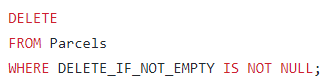 DELETE
FROM Parcels
WHERE DELETE_IF_NOT_EMPTY IS NOT NULL;